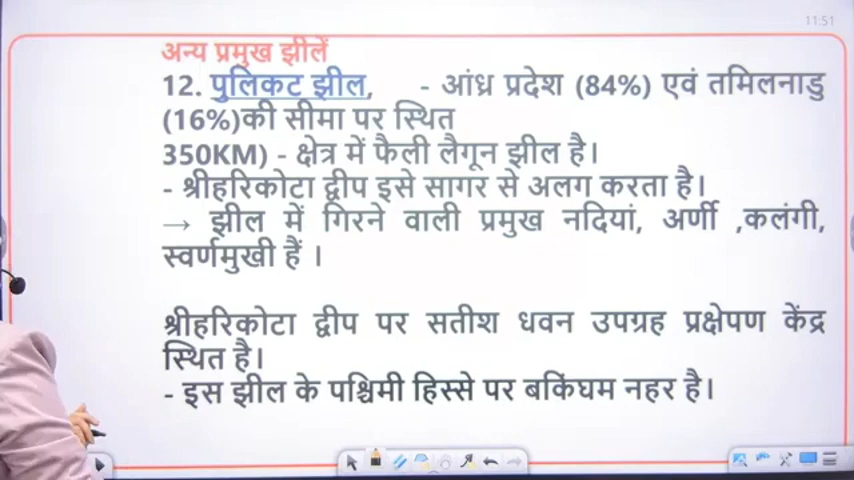 11:51
अन्य प्रमुख झीलें
12. पुलिकट झील, - आंध्र प्रदेश (84%) एवं तमिलनाडु
(16%)की सीमा पर स्थित
350KM) - क्षेत्र में फैली लैगून झील है।
- श्रीहरिकोटा द्वीप इसे सागर से अलग करता है।
→ झील में गिरने वाली प्रमुख नदियां, अर्णी ,कलंगी,
स्वर्णमुखी हैं ।
श्रीहरिकोटा द्वीप पर सतीश धवन उपग्रह प्रक्षेपण केंद्र
स्थित है।
- इस झील के पश्चिमी हिस्से पर बकिंघम नहर है।